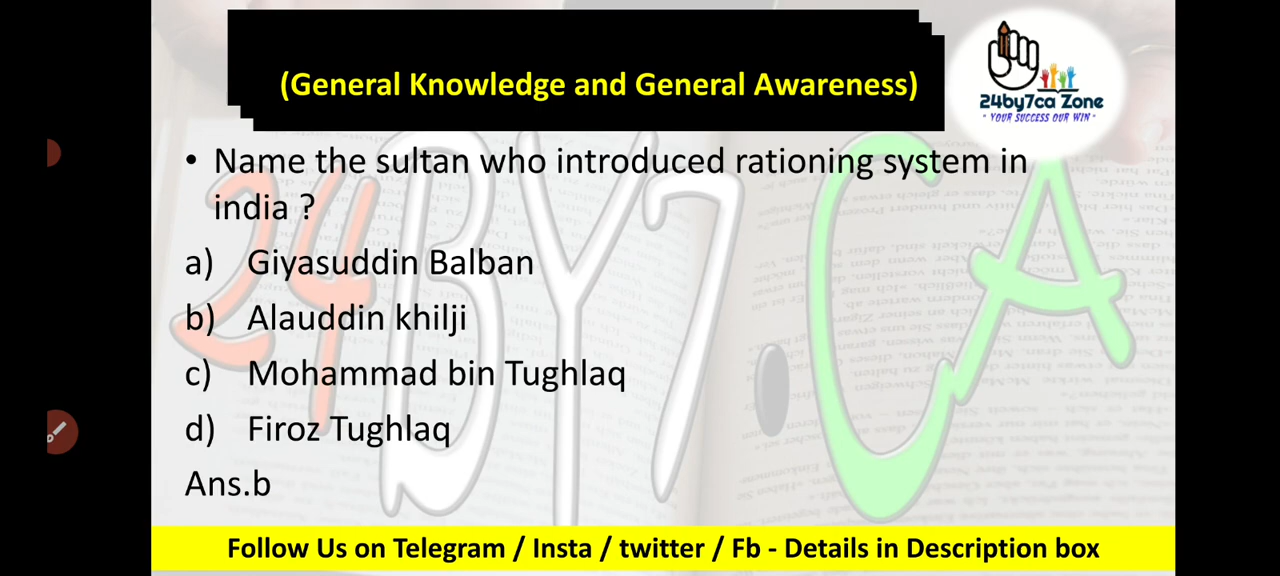 (General Knowledge and General Awareness)
24by7ca Zone
" YOUR SUCCESS OUR WIN "
• Name the sultan who introduced rationing system in
india ?
a) Giyasuddin Balban
b) Alauddin khilji
c) Mohammad bin Tughlaq
d) Firoz Tughlaq
Ans.b
24BY7.CA
Follow Us on Telegram / Insta / twitter / Fb - Details in Description box